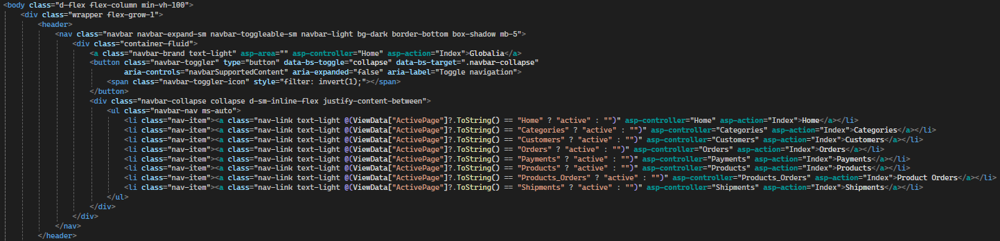 <body class="d-flex flex-column min-vh-100">
<div class="wrapper flex-grow-1">
<header>
<nav class="navbar navbar-expand-sm navbar-toggleable-sm navbar-light bg-dark border-bottom box-shadow mb-5">
<div class="container-fluid">
<a class="navbar-brand text-light" asp-area="" asp-controller="Home" asp-action="Index">Globalia</a>
<button class="navbar-toggler" type="button" data-bs-toggle="collapse" data-bs-target=".navbar-collapse"
aria-controls="navbarSupportedContent" aria-expanded="false" aria-label="Toggle navigation">
<span class="navbar-toggler-icon" style="filter: invert(1);"></span>
</button>
<div class="navbar-collapse collapse d-sm-inline-flex justify-content-between">
<ul class="navbar-nav ms-auto">
<li class="nav-item"><a class="nav-link text-light @(ViewData["ActivePage"]?.ToString() == "Home" ? "active" : "")" asp-controller="Home" asp-action="Index">Home</a></li>
<li class="nav-item"><a class="nav-link text-light @(ViewData["ActivePage"]?.ToString() == "Categories" ? "active" : "")" asp-controller="Categories" asp-action="Index">Categories</a></li>
<li class="nav-item"><a class="nav-link text-light @(ViewData["ActivePage"]?.ToString() == "Customers" ? "active" : "")" asp-controller="Customers" asp-action="Index">Customers</a></li>
<li class="nav-item"><a class="nav-link text-light @(ViewData["ActivePage"]?.ToString() == "Orders" ? "active" : "")" asp-controller="Orders" asp-action="Index">Orders</a></li>
<li class="nav-item"><a class="nav-link text-light @(ViewData["ActivePage"]?.ToString() == "Payments" ? "active" : "")" asp-controller="Payments" asp-action="Index">Payments</a></li>
<li class="nav-item"><a class="nav-link text-light @(ViewData["ActivePage"]?.ToString() == "Products" ? "active" : "")" asp-controller="Products" asp-action="Index">Products</a></li>
<li class="nav-item"><a class="nav-link text-light @(ViewData["ActivePage"]?.ToString() == "Products_Orders" ? "active" : "")" asp-controller="Products_Orders" asp-action="Index">Product Orders</a></li>
<li class="nav-item"><a class="nav-link text-light @(ViewData["ActivePage"]?.ToString() == "Shipments" ? "active" : "")" asp-controller="Shipments" asp-action="Index">Shipments</a></li>
</ul>
</div>
</div>
</nav>
</header>